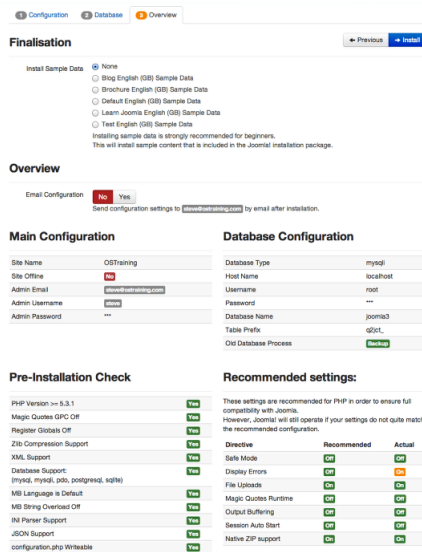 1 Configuration 2 Database 3 Overview
Finalisation
← Previous → Install
Install Sample Data
None
Blog English (GB) Sample Data
Brochure English (GB) Sample Data
Default English (GB) Sample Data
Learn Joomla English (GB) Sample Data
Test English (GB) Sample Data
Installing sample data is strongly recommended for beginners.
This will install sample content that is included in the Joomla! installation package.
Overview
Email Configuration No Yes
Send configuration settings to steve@ostraining.com by email after installation.
Main Configuration
Site Name OSTraining
Site Offline No
Admin Email steve@ostraining.com
Admin Username steve
Admin Password ***
Database Configuration
Database Type mysqli
Host Name localhost
Username root
Password ***
Database Name joomla3
Table Prefix q2jct_
Old Database Process Backup
Pre-Installation Check
PHP Version >= 5.3.1 Yes
Magic Quotes GPC Off Yes
Register Globals Off Yes
Zlib Compression Support Yes
XML Support Yes
Database Support: Yes
(mysql, mysqli, pdo, postgresql, sqlite)
MB Language is Default Yes
MB String Overload Off Yes
INI Parser Support Yes
JSON Support Yes
configuration.php Writeable Yes
Recommended settings:
These settings are recommended for PHP in order to ensure full
compatibility with Joomla.
However, Joomla! will still operate if your settings do not quite match
the recommended configuration.
Directive Recommended Actual
Safe Mode Off Off
Display Errors Off On
File Uploads On On
Magic Quotes Runtime Off Off
Output Buffering Off Off
Session Auto Start Off Off
Native ZIP support On On